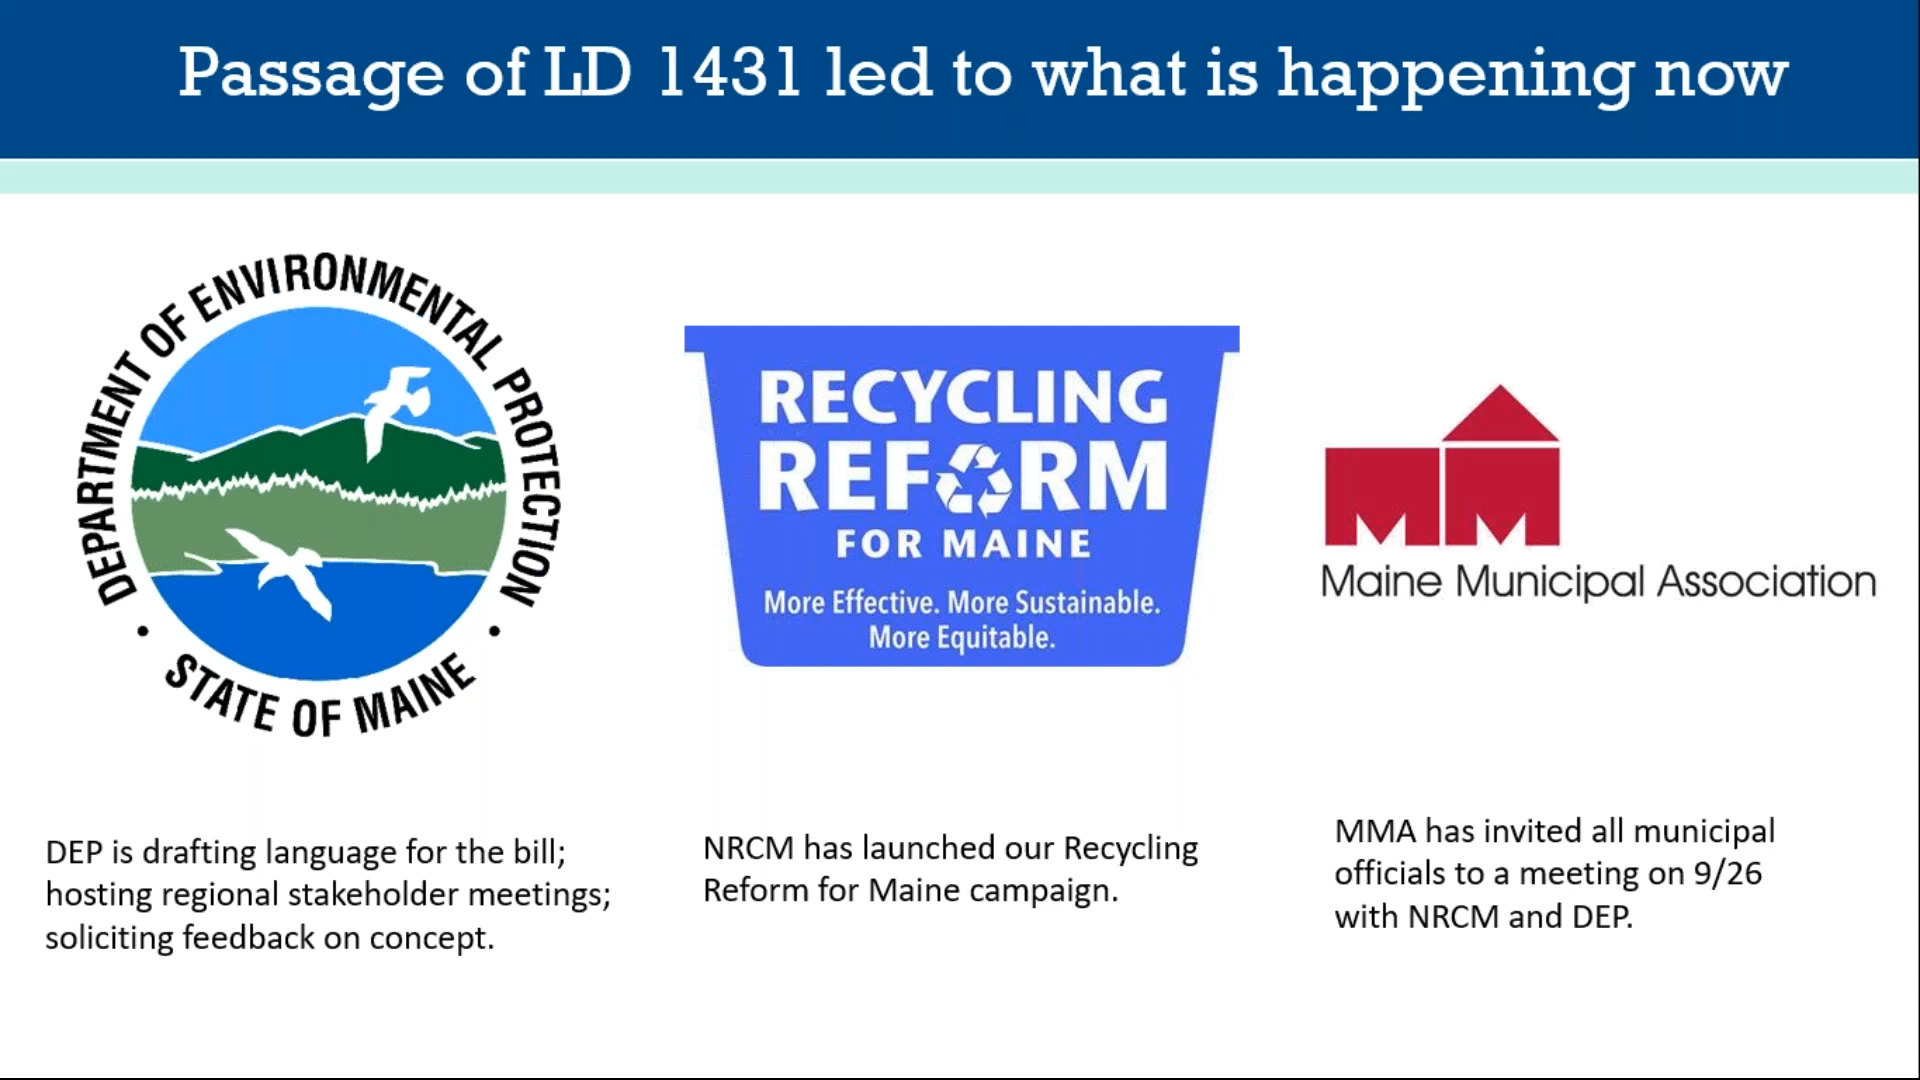 Passage of LD 1431 led to what is happening now
DEPARTMENT OF ENVIRONMENTAL PROTECTION
• STATE OF MAINE •
DEP is drafting language for the bill;
hosting regional stakeholder meetings;
soliciting feedback on concept.
RECYCLING
REFORM
FOR MAINE
More Effective. More Sustainable.
More Equitable.
NRCM has launched our Recycling
Reform for Maine campaign.
MM
Maine Municipal Association
MMA has invited all municipal
officials to a meeting on 9/26
with NRCM and DEP.